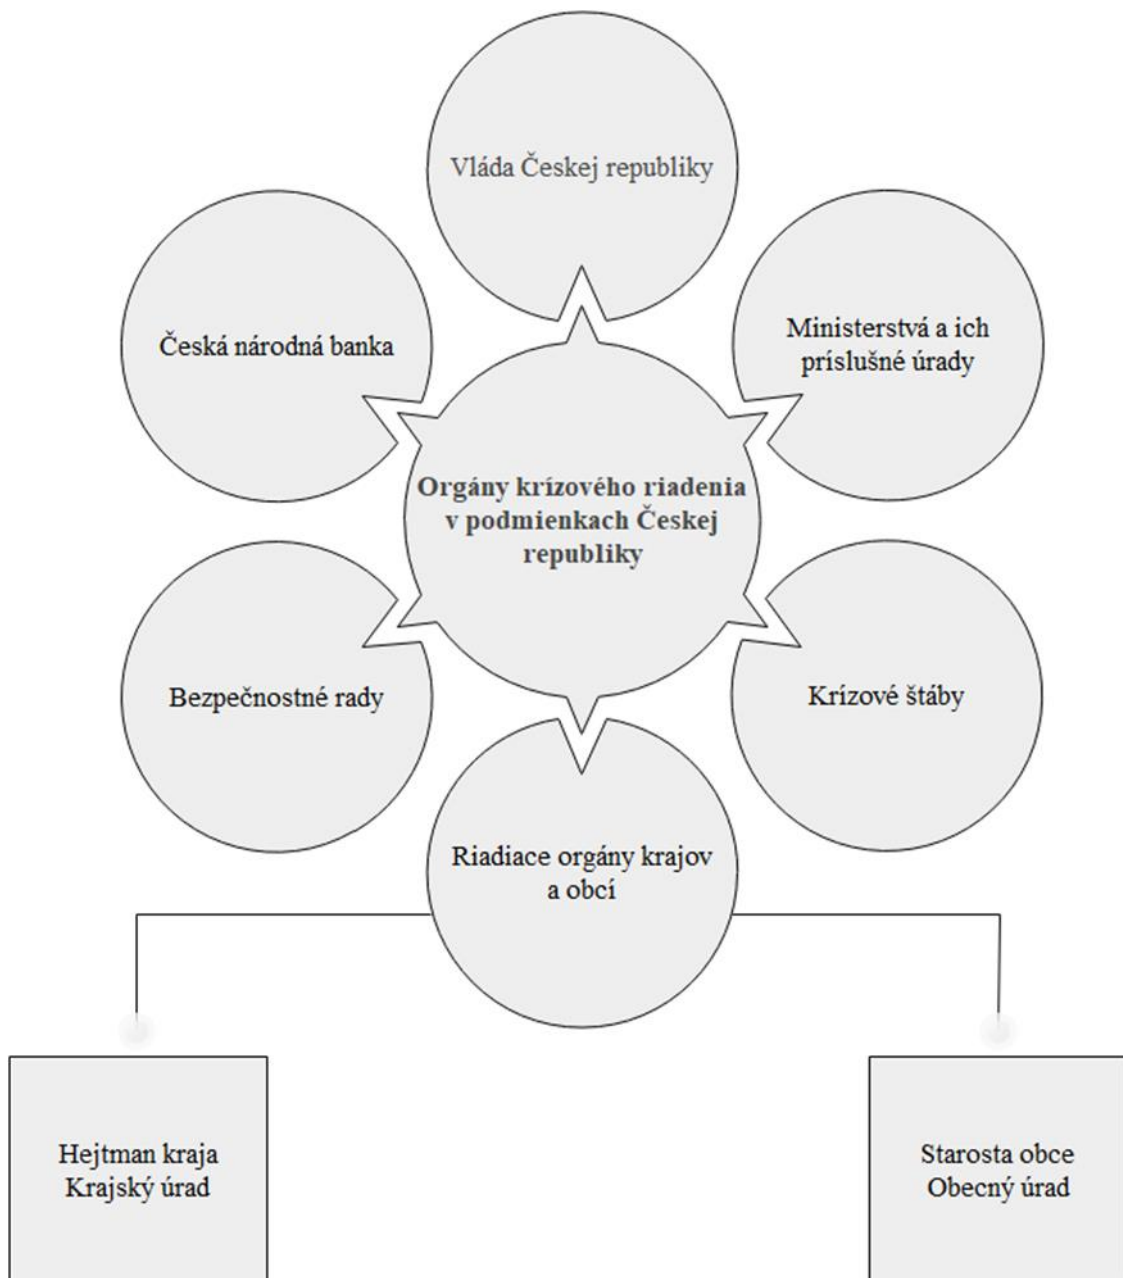 Vláda Českej republiky
Česká národná banka
Ministerstvá a ich
príslušné úrady
Orgány krízového riadenia
v podmienkach Českej
republiky
Bezpečnostné rady
Krízové štáby
Riadiace orgány krajov
a obcí
Hejtman kraja
Krajský úrad
Starosta obce
Obecný úrad